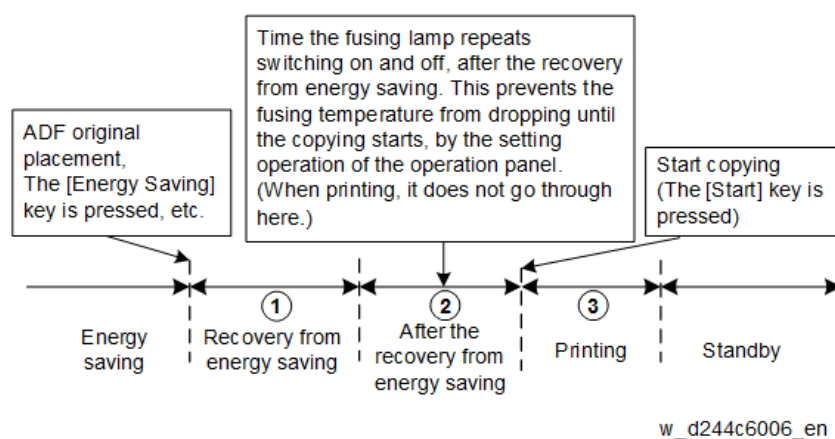 Time the fusing lamp repeats
switching on and off, after the recovery
from energy saving. This prevents the
fusing temperature from dropping until
the copying starts, by the setting
operation of the operation panel.
(When printing, it does not go through
here.)
ADF original
placement,
The [Energy Saving]
key is pressed, etc.
Start copying
(The [Start] key is
pressed)
1
2
3
Energy
saving
Recovery from
energy saving
After the
recovery from
energy saving
Printing
Standby
w_d244c6006_en